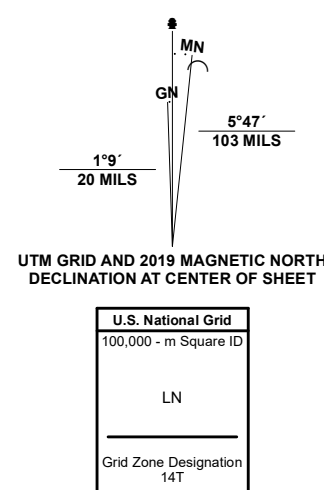 MN
GN
5°47´
103 MILS
1°9´
20 MILS
UTM GRID AND 2019 MAGNETIC NORTH
DECLINATION AT CENTER OF SHEET
U.S. National Grid
100,000 - m Square ID
LN
Grid Zone Designation
14T